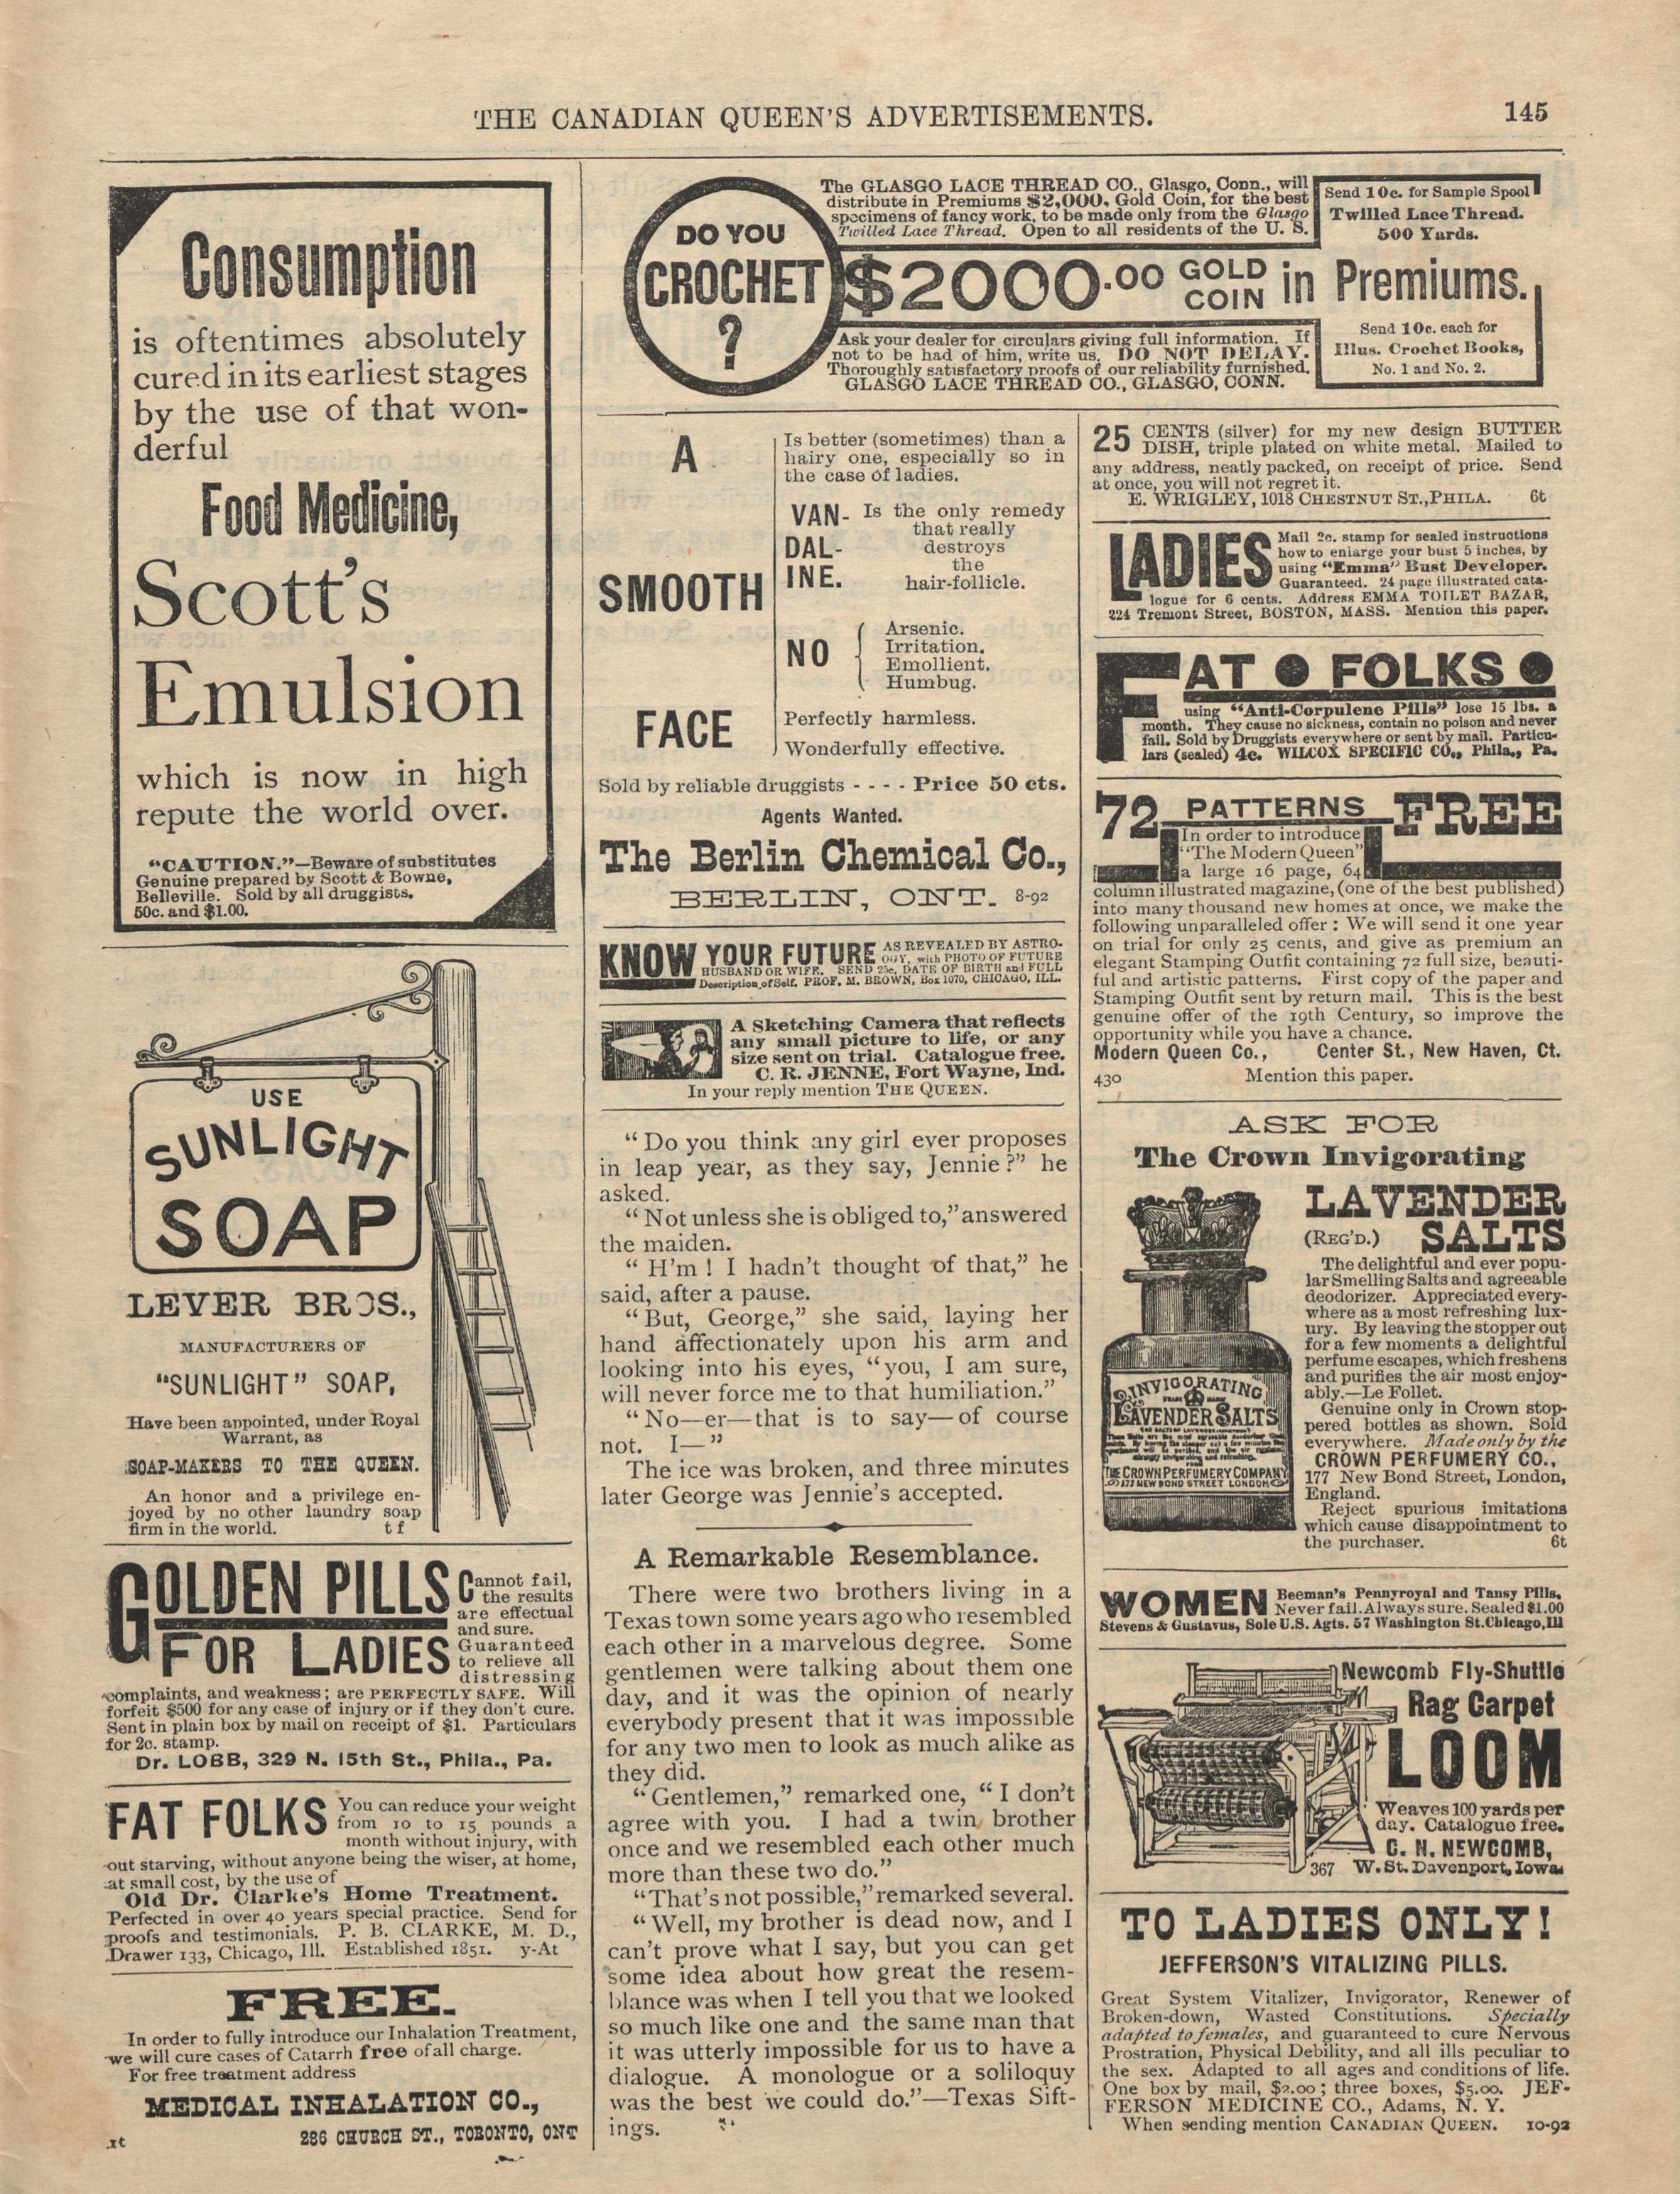 THE CANADIAN QUEEN'S ADVERTISEMENTS.
145
Consumption
is oftentimes absolutely
cured in its earliest stages
by the use of that won-
derful
Food Medicine,
Scott's
Emulsion
which is now in high
repute the world over.
"CAUTION."—Beware of substitutes
Genuine prepared by Scott & Bowne,
Belleville. Sold by all druggists.
50c. and $1.00.
USE
SUNLIGHT
SOAP
LEVER BROS.,
MANUFACTURERS OF
"SUNLIGHT" SOAP,
Have been appointed, under Royal
Warrant, as
SOAP-MAKERS TO THE QUEEN.
An honor and a privilege en-
joyed by no other laundry soap
firm in the world. t f
GOLDEN PILLS
FOR LADIES
Cannot fail,
the results
are effectual
and sure.
Guaranteed
to relieve all
distressing
complaints, and weakness; are PERFECTLY SAFE. Will
forfeit $500 for any case of injury or if they don't cure.
Sent in plain box by mail on receipt of $1. Particulars
for 2c. stamp.
Dr. LOBB, 329 N. 15th St., Phila., Pa.
FAT FOLKS
You can reduce your weight
from 10 to 15 pounds a
month without injury, with
out starving, without anyone being the wiser, at home,
at small cost, by the use of
Old Dr. Clarke's Home Treatment.
Perfected in over 40 years special practice. Send for
proofs and testimonials. P. B. CLARKE, M. D.,
Drawer 133, Chicago, Ill. Established 1851. y-At
FREE.
In order to fully introduce our Inhalation Treatment,
we will cure cases of Catarrh free of all charge.
For free treatment address
MEDICAL INHALATION CO.,
286 CHURCH ST., TORONTO, ONT
1t
DO YOU
CROCHET
?
The GLASGO LACE THREAD CO., Glasgo, Conn., will
distribute in Premiums $2,000, Gold Coin, for the best
specimens of fancy work, to be made only from the Glasgo
Twilled Lace Thread. Open to all residents of the U. S.
Send 10c. for Sample Spool
Twilled Lace Thread.
500 Yards.
$2000.00 GOLD COIN in Premiums.
Ask your dealer for circulars giving full information. If
not to be had of him, write us. DO NOT DELAY.
Thoroughly satisfactory proofs of our reliability furnished.
GLASGO LACE THREAD CO., GLASGO, CONN.
Send 10c. each for
Illus. Crochet Books,
No. 1 and No. 2.
A
SMOOTH
FACE
Is better (sometimes) than a
hairy one, especially so in
the case of ladies.
VAN-
DAL-
INE.
Is the only remedy
that really
destroys
the
hair-follicle.
NO
Arsenic.
Irritation.
Emollient.
Humbug.
Perfectly harmless.
Wonderfully effective.
Sold by reliable druggists - - - - Price 50 cts.
Agents Wanted.
The Berlin Chemical Co.,
BERLIN, ONT. 8-92
KNOW YOUR FUTURE AS REVEALED BY ASTRO-
OGY, with PHOTO OF FUTURE
HUSBAND OR WIFE. SEND 25c, DATE OF BIRTH and FULL
Description of Self. PROF. M. BROWN, Box 1070, CHICAGO, ILL.
A Sketching Camera that reflects
any small picture to life, or any
size sent on trial. Catalogue free.
C. R. JENNE, Fort Wayne, Ind.
In your reply mention THE QUEEN.
"Do you think any girl ever proposes
in leap year, as they say, Jennie?" he
asked.
"Not unless she is obliged to," answered
the maiden.
"H'm! I hadn't thought of that," he
said, after a pause.
"But, George," she said, laying her
hand affectionately upon his arm and
looking into his eyes, "you, I am sure,
will never force me to that humiliation."
"No—er—that is to say—of course
not. I—"
The ice was broken, and three minutes
later George was Jennie's accepted.
A Remarkable Resemblance.
There were two brothers living in a
Texas town some years ago who resembled
each other in a marvelous degree. Some
gentlemen were talking about them one
day, and it was the opinion of nearly
everybody present that it was impossible
for any two men to look as much alike as
they did.
"Gentlemen," remarked one, "I don't
agree with you. I had a twin brother
once and we resembled each other much
more than these two do."
"That's not possible," remarked several.
"Well, my brother is dead now, and I
can't prove what I say, but you can get
some idea about how great the resem-
blance was when I tell you that we looked
so much like one and the same man that
it was utterly impossible for us to have a
dialogue. A monologue or a soliloquy
was the best we could do."—Texas Sift-
ings.
25 CENTS (silver) for my new design BUTTER
DISH, triple plated on white metal. Mailed to
any address, neatly packed, on receipt of price. Send
at once, you will not regret it.
E. WRIGLEY, 1018 CHESTNUT ST., PHILA. 6t
LADIES Mail 2c. stamp for sealed instructions
how to enlarge your bust 5 inches, by
using "Emma" Bust Developer.
Guaranteed. 24 page illustrated cata-
logue for 6 cents. Address EMMA TOILET BAZAR,
224 Tremont Street, BOSTON, MASS. Mention this paper.
FAT FOLKS
using "Anti-Corpulene Pills" lose 15 lbs. a
month. They cause no sickness, contain no poison and never
fail. Sold by Druggists everywhere or sent by mail. Particu-
lars (sealed) 4c. WILCOX SPECIFIC CO., Phila., Pa.
72 PATTERNS FREE
In order to introduce
"The Modern Queen"
a large 16 page, 64
column illustrated magazine, (one of the best published)
into many thousand new homes at once, we make the
following unparalleled offer: We will send it one year
on trial for only 25 cents, and give as premium an
elegant Stamping Outfit containing 72 full size, beauti-
ful and artistic patterns. First copy of the paper and
Stamping Outfit sent by return mail. This is the best
genuine offer of the 19th Century, so improve the
opportunity while you have a chance.
Modern Queen Co., Center St., New Haven, Ct.
430 Mention this paper.
ASK FOR
The Crown Invigorating
LAVENDER
(REG'D.) SALTS
The delightful and ever popu-
lar Smelling Salts and agreeable
deodorizer. Appreciated every-
where as a most refreshing lux-
ury. By leaving the stopper out
for a few moments a delightful
perfume escapes, which freshens
and purifies the air most enjoy-
ably.—Le Follet.
Genuine only in Crown stop-
pered bottles as shown. Sold
everywhere. Made only by the
CROWN PERFUMERY CO.,
177 New Bond Street, London,
England.
Reject spurious imitations
which cause disappointment to
the purchaser. 6t
INVIGORATING
TRADE MARK
LAVENDER SALTS
THE CROWN PERFUMERY COMPANY
177 NEW BOND STREET LONDON
WOMEN Beeman's Pennyroyal and Tansy Pills.
Never fail. Always sure. Sealed $1.00
Stevens & Gustavus, Sole U.S. Agts. 57 Washington St. Chicago, Ill
Newcomb Fly-Shuttle
Rag Carpet
LOOM
Weaves 100 yards per
day. Catalogue free.
C. N. NEWCOMB,
367 W. St. Davenport, Iowa.
TO LADIES ONLY!
JEFFERSON'S VITALIZING PILLS.
Great System Vitalizer, Invigorator, Renewer of
Broken-down, Wasted Constitutions. Specially
adapted to females, and guaranteed to cure Nervous
Prostration, Physical Debility, and all ills peculiar to
the sex. Adapted to all ages and conditions of life.
One box by mail, $2.00; three boxes, $5.00. JEF-
FERSON MEDICINE CO., Adams, N. Y.
When sending mention CANADIAN QUEEN. 10-92